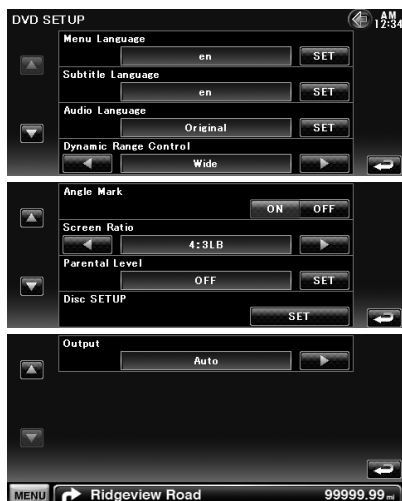 DVD SETUP AM 12:34
Menu Language
en SET
Subtitle Language
en SET
Audio Language
Original SET
Dynamic Range Control
Wide
Angle Mark
ON OFF
Screen Ratio
4:3LB
Parental Level
OFF SET
Disc SETUP
SET
Output
Auto
MENU Ridgeview Road 99999.99 mi